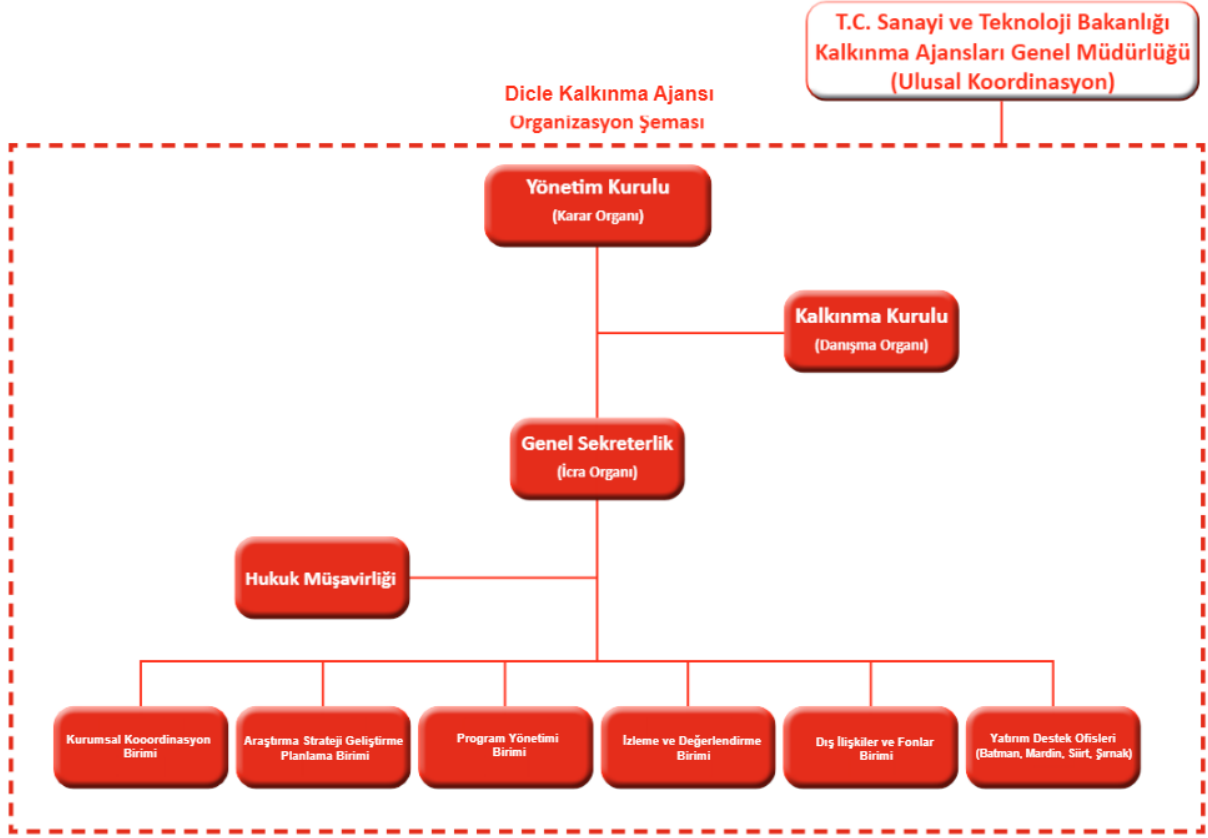 T.C. Sanayi ve Teknoloji Bakanlığı
Kalkınma Ajansları Genel Müdürlüğü
(Ulusal Koordinasyon)
Dicle Kalkınma Ajansı
Organizasyon Şeması
Yönetim Kurulu
(Karar Organı)
Kalkınma Kurulu
(Danışma Organı)
Genel Sekreterlik
(İcra Organı)
Hukuk Müşavirliği
Kurumsal Kooordinasyon
Birimi
Araştırma Strateji Geliştirme
Planlama Birimi
Program Yönetimi
Birimi
İzleme ve Değerlendirme
Birimi
Dış İlişkiler ve Fonlar
Birimi
Yatırım Destek Ofisleri
(Batman, Mardin, Siirt, Şırnak)